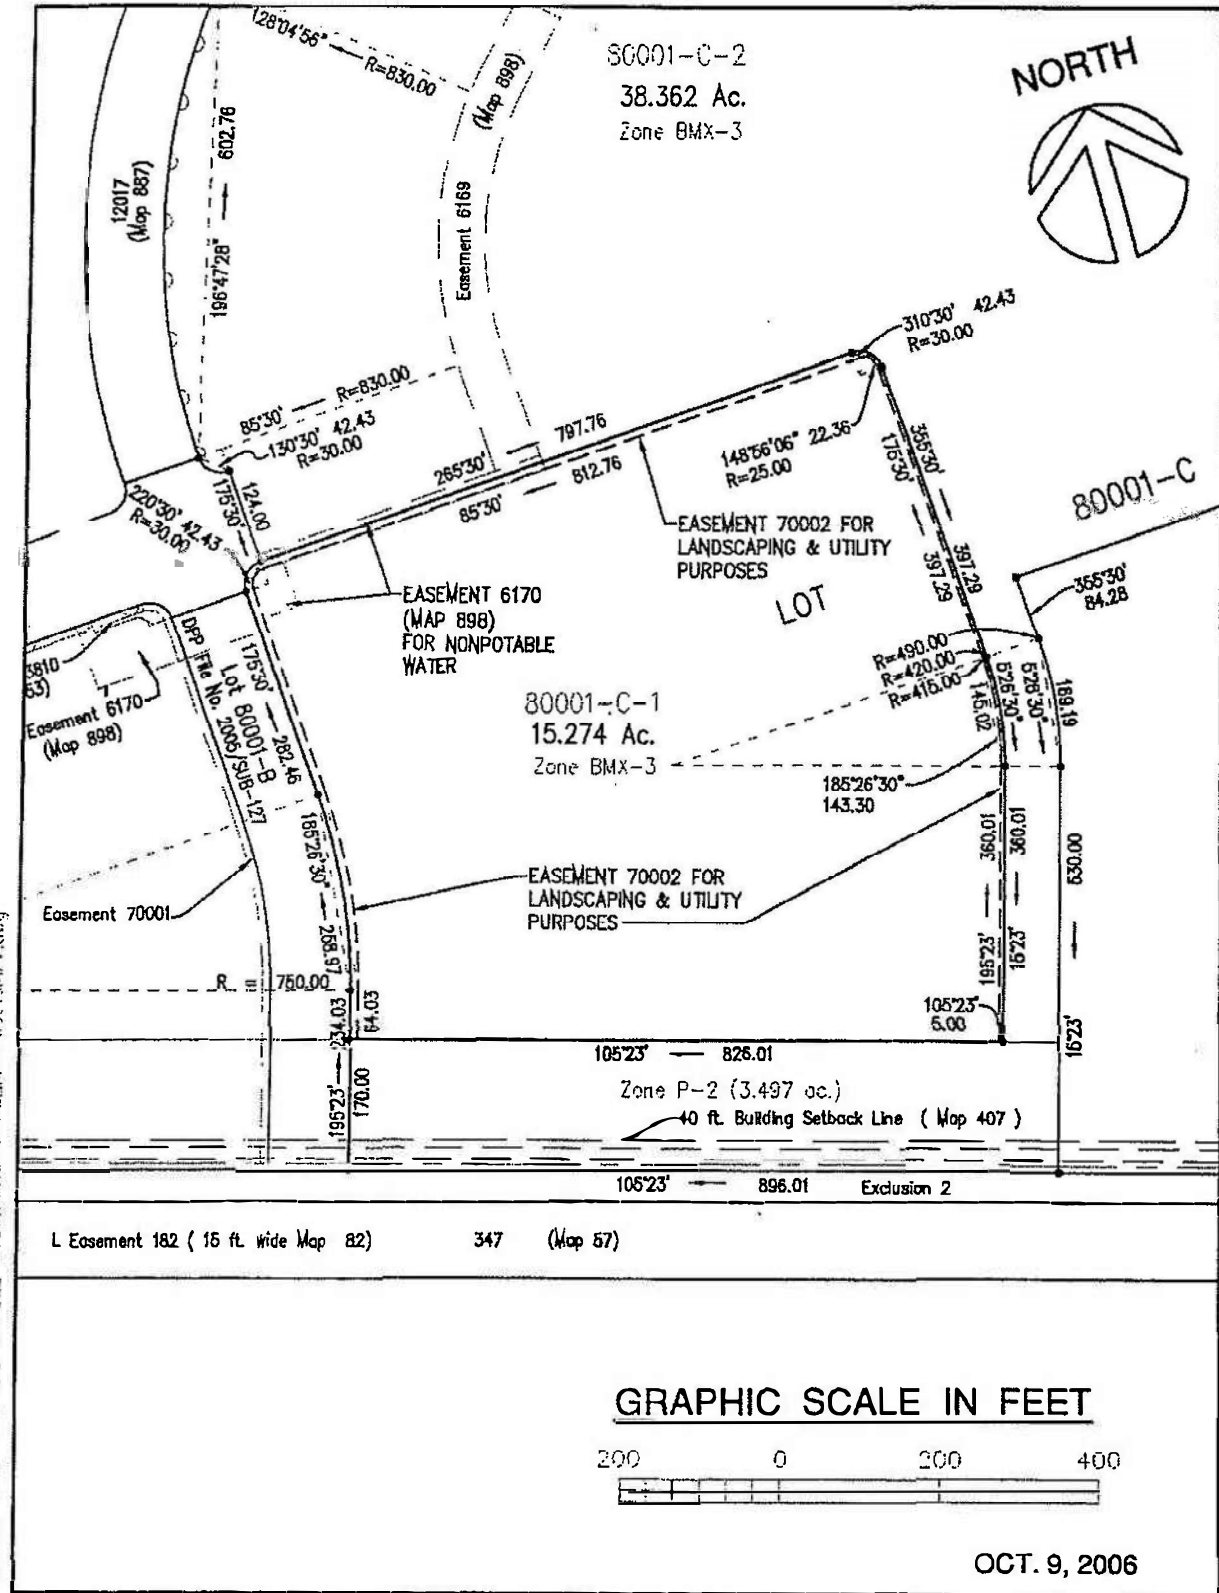 128°04'56"
R=830.00
(Map 898)
80001-C-2
38.362 Ac.
Zone BMX-3
NORTH
602.76
196°47'28"
12017
(Map 887)
Easement 6169
310°30' 42.43
R=30.00
85°30' R=830.00
130°30' 42.43
R=30.00
797.76
265°30'
812.76
85°30'
148°56'06" 22.36
R=25.00
355°30'
175°30'
397.29
397.29
80001-C
124.00
175°30'
220°30' 42.43
R=30.00
EASEMENT 70002 FOR
LANDSCAPING & UTILITY
PURPOSES
LOT
EASEMENT 6170
(MAP 898)
FOR NONPOTABLE
WATER
355°30'
84.28
R=490.00
R=420.00
R=415.00
145.02
189.19
Easement 6170
(Map 898)
DPP File No. 2005/SUB-127
Lot 80001-B
175°30' 282.46
80001-C-1
15.274 Ac.
Zone BMX-3
185°26'30"
143.30
185°26'30" 258.97
360.01
360.01
530.00
EASEMENT 70002 FOR
LANDSCAPING & UTILITY
PURPOSES
Easement 70001
195°23'
15°23'
R = 750.00
105°23'
5.00
234.03
64.03
15°23'
105°23' 826.01
195°23'
170.00
Zone P-2 (3.497 ac.)
40 ft. Building Setback Line ( Map 407 )
105°23' 896.01 Exclusion 2
L Easement 182 ( 15 ft. wide Map 82) 347 (Map 57)
GRAPHIC SCALE IN FEET
200 0 200 400
OCT. 9, 2006